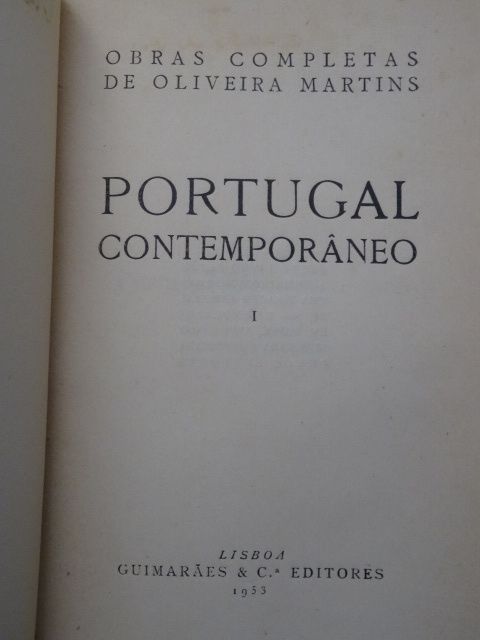 OBRAS COMPLETAS
DE OLIVEIRA MARTINS
PORTUGAL
CONTEMPORÂNEO
I
LISBOA
GUIMARÃES & C.ª EDITORES
1953